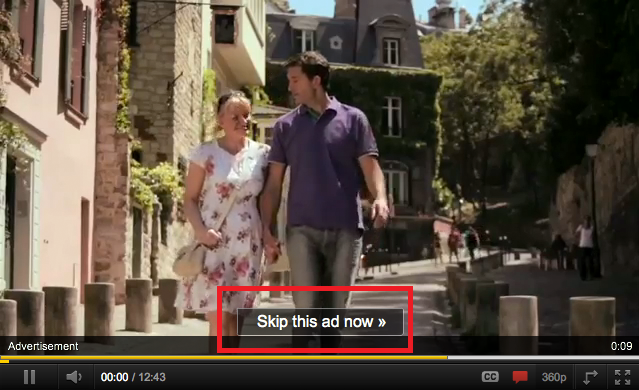 Skip this ad now »
Advertisement
0:09
00:00 / 12:43
CC
360p